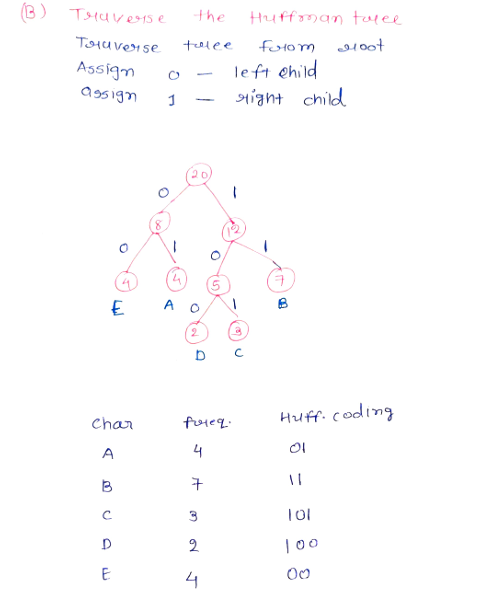 (B) Traverse the Huffman tree
Traverse tree from root
Assign 0 - left child
assign 1 - right child
20
0 1
8 12
0 1 0 1
4 4 5 7
E A 0 1 B
2 3
D C
Char freq. Huff. coding
A 4 01
B 7 11
C 3 101
D 2 100
E 4 00